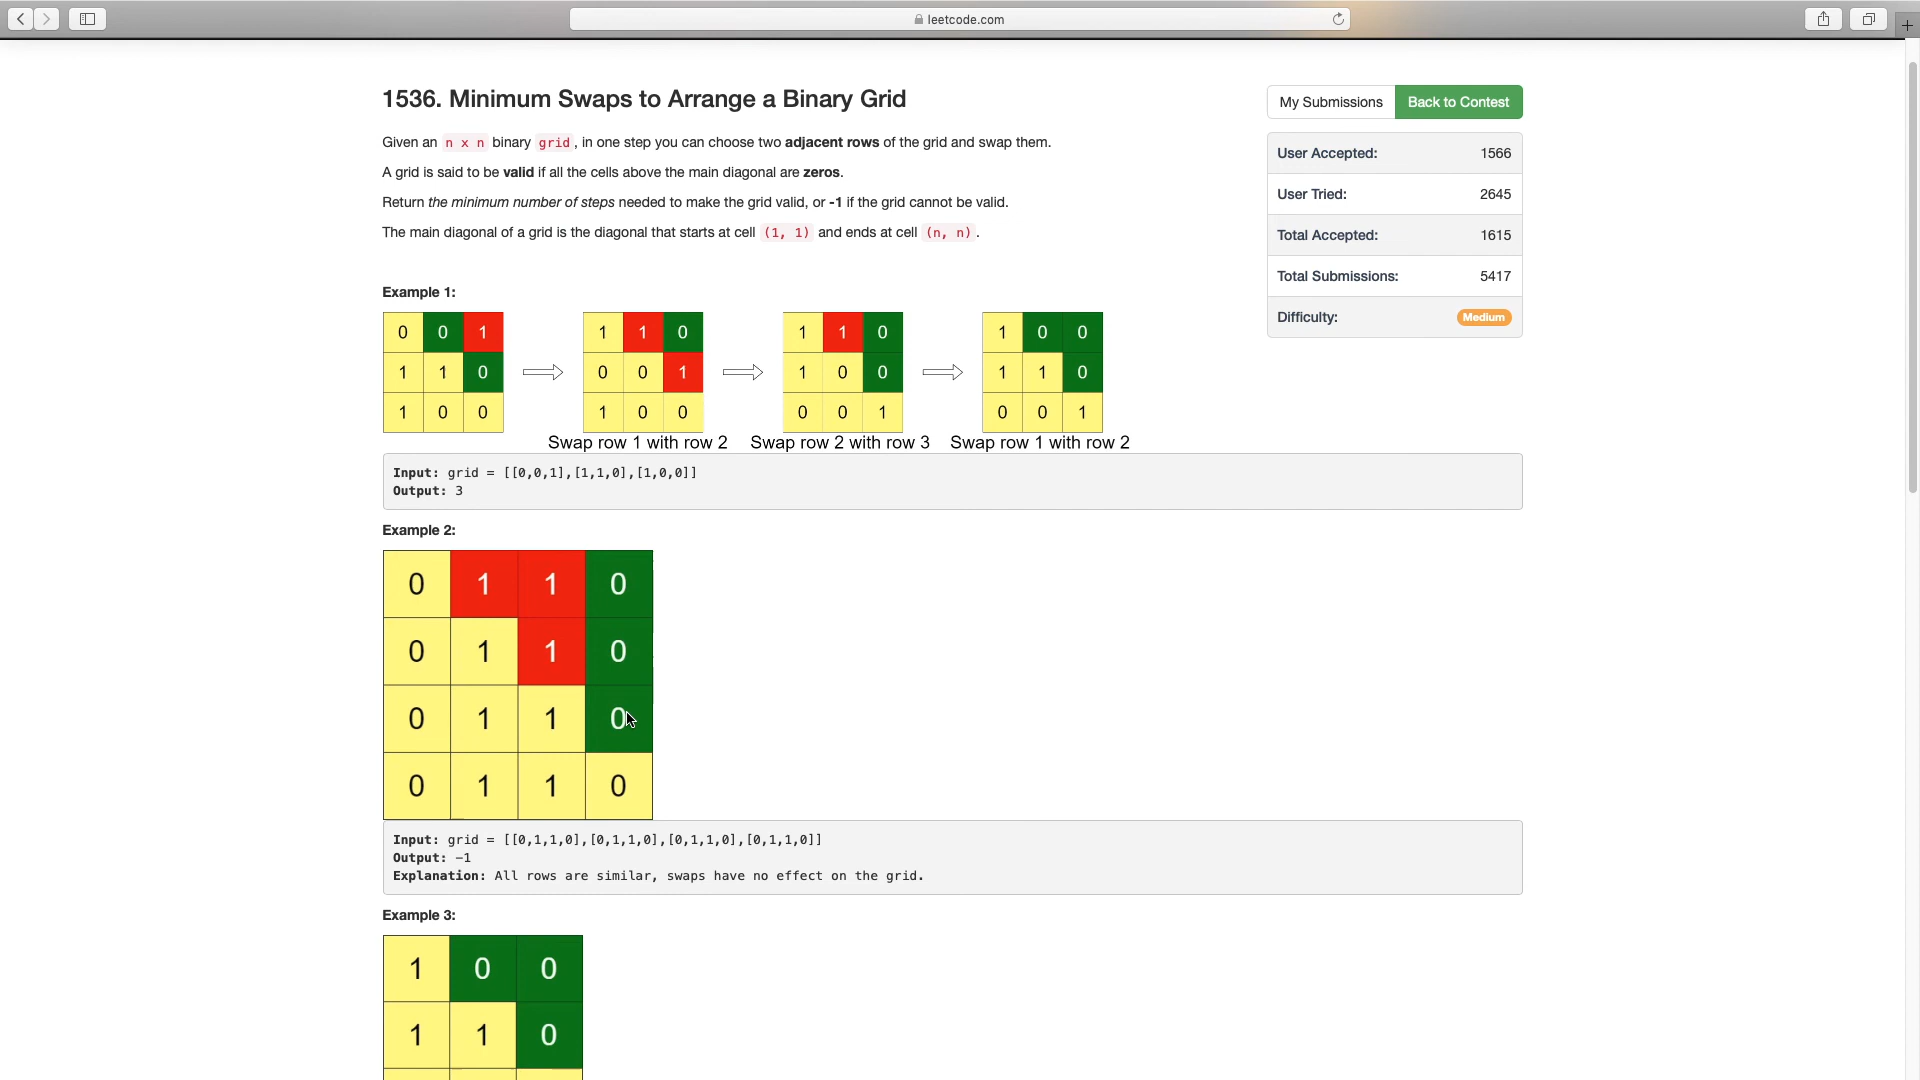 leetcode.com
1536. Minimum Swaps to Arrange a Binary Grid
My Submissions
Back to Contest
Given an n x n binary grid, in one step you can choose two adjacent rows of the grid and swap them.
A grid is said to be valid if all the cells above the main diagonal are zeros.
Return the minimum number of steps needed to make the grid valid, or -1 if the grid cannot be valid.
The main diagonal of a grid is the diagonal that starts at cell (1, 1) and ends at cell (n, n).
User Accepted: 1566
User Tried: 2645
Total Accepted: 1615
Total Submissions: 5417
Difficulty: Medium
Example 1:
0 0 1 1 1 0 1 1 0 1 0 0
1 1 0 0 0 1 1 0 0 1 1 0
1 0 0 1 0 0 0 0 1 0 0 1
Swap row 1 with row 2 Swap row 2 with row 3 Swap row 1 with row 2
Input: grid = [[0,0,1],[1,1,0],[1,0,0]]
Output: 3
Example 2:
0 1 1 0
0 1 1 0
0 1 1 0
0 1 1 0
Input: grid = [[0,1,1,0],[0,1,1,0],[0,1,1,0],[0,1,1,0]]
Output: −1
Explanation: All rows are similar, swaps have no effect on the grid.
Example 3:
1 0 0
1 1 0